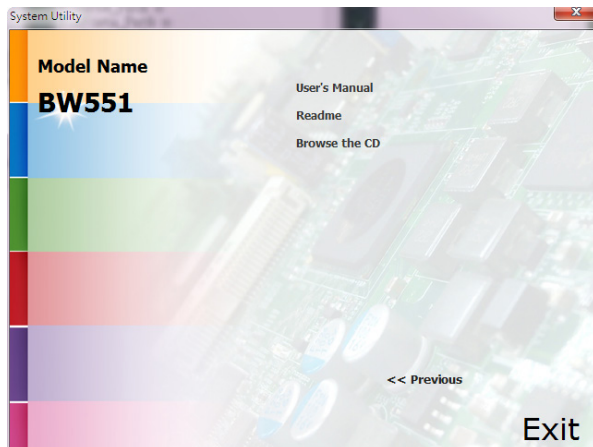 System Utility
Model Name
BW551
User's Manual
Readme
Browse the CD
<< Previous
Exit